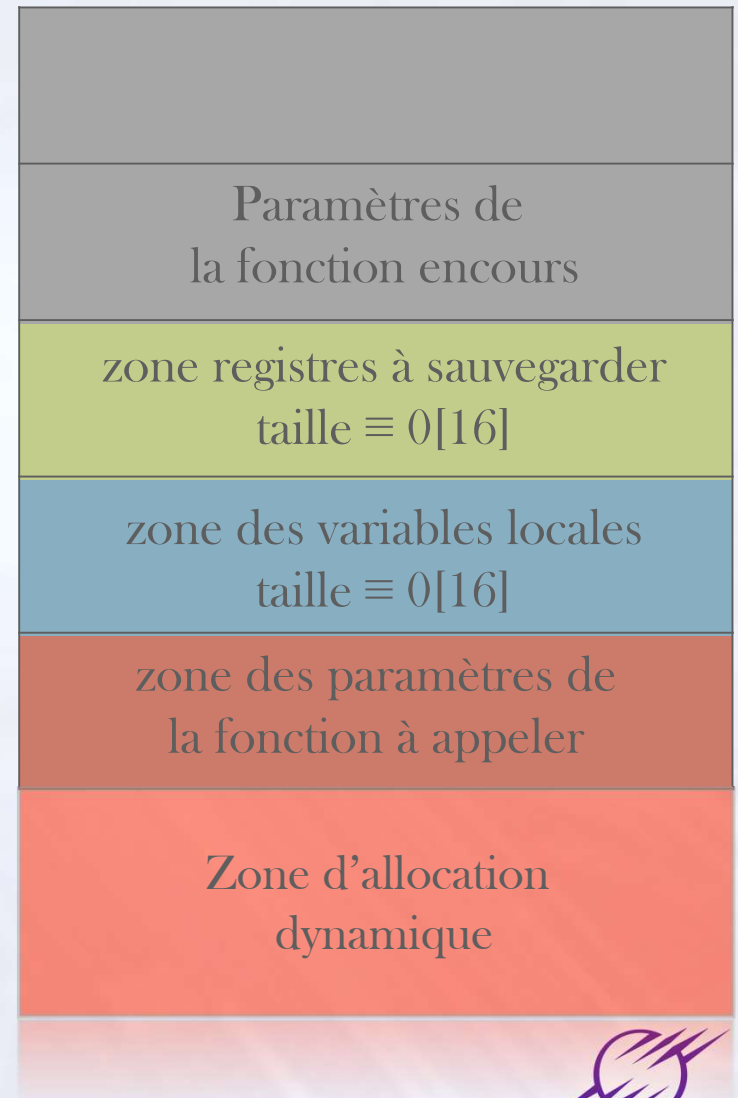 Paramètres de
la fonction encours
zone registres à sauvegarder
taille ≡ 0[16]
zone des variables locales
taille ≡ 0[16]
zone des paramètres de
la fonction à appeler
Zone d’allocation
dynamique